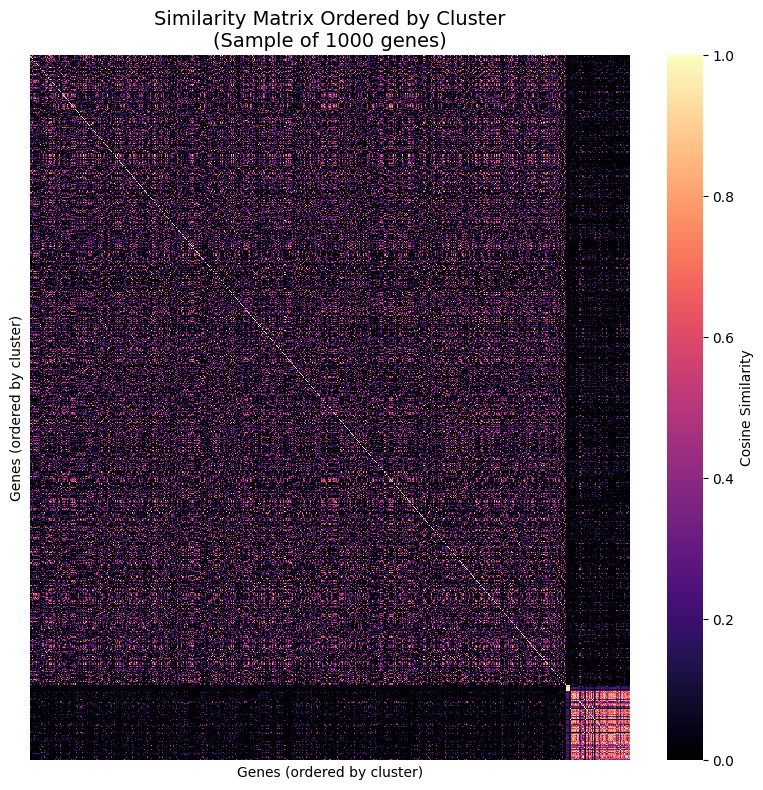 Similarity Matrix Ordered by Cluster
(Sample of 1000 genes)
Genes (ordered by cluster)
Genes (ordered by cluster)
1.0
0.8
0.6
0.4
0.2
0.0
Cosine Similarity